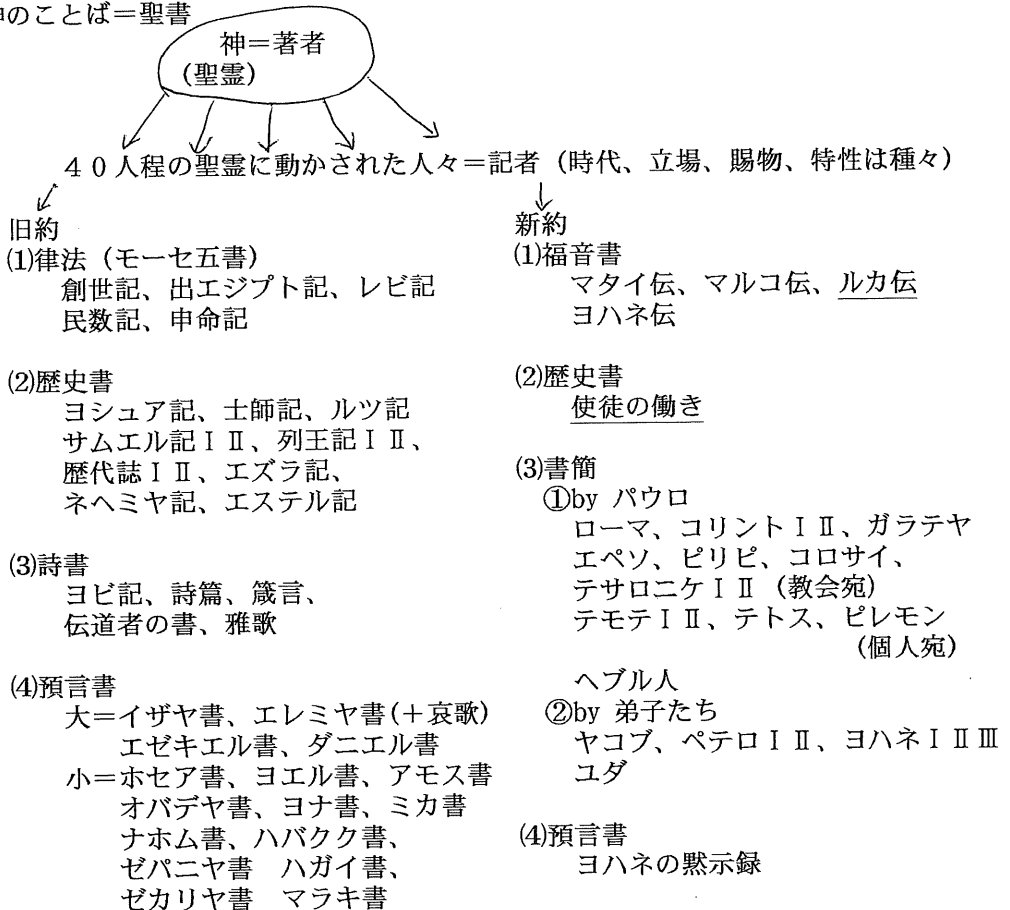 のことば＝聖書
神＝著者
(聖霊)
４０人程の聖霊に動かされた人々＝記者（時代、立場、賜物、特性は種々）
旧約
⑴律法（モーセ五書）
創世記、出エジプト記、レビ記
民数記、申命記
⑵歴史書
ヨシュア記、士師記、ルツ記
サムエル記ⅠⅡ、列王記ⅠⅡ、
歴代誌ⅠⅡ、エズラ記、
ネヘミヤ記、エステル記
⑶詩書
ヨビ記、詩篇、箴言、
伝道者の書、雅歌
⑷預言書
大＝イザヤ書、エレミヤ書(＋哀歌)
エゼキエル書、ダニエル書
小＝ホセア書、ヨエル書、アモス書
オバデヤ書、ヨナ書、ミカ書
ナホム書、ハバクク書、
ゼパニヤ書　ハガイ書、
ゼカリヤ書　マラキ書
新約
⑴福音書
マタイ伝、マルコ伝、ルカ伝
ヨハネ伝
⑵歴史書
使徒の働き
⑶書簡
①by パウロ
ローマ、コリントⅠⅡ、ガラテヤ
エペソ、ピリピ、コロサイ、
テサロニケⅠⅡ（教会宛）
テモテⅠⅡ、テトス、ピレモン
（個人宛）
ヘブル人
②by 弟子たち
ヤコブ、ペテロⅠⅡ、ヨハネⅠⅡⅢ
ユダ
⑷預言書
ヨハネの黙示録